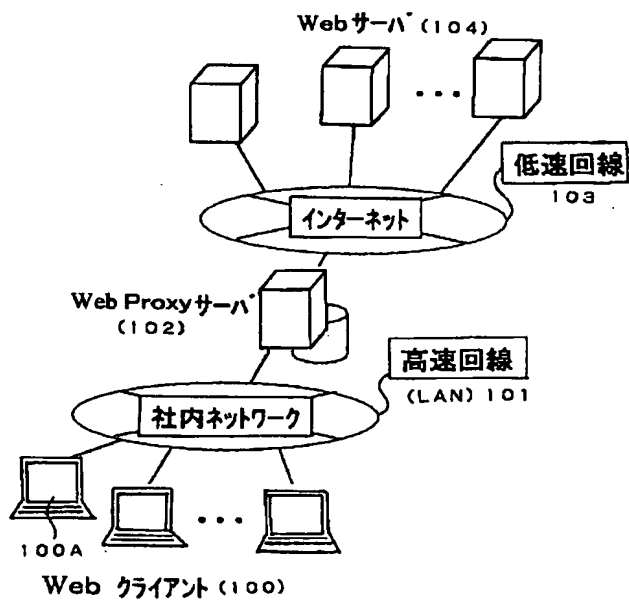 Webサーバ (104)
・・・
低速回線
103
インターネット
Web Proxyサーバ
(102)
高速回線
(LAN) 101
社内ネットワーク
・・・
100A
Web クライアント (100)